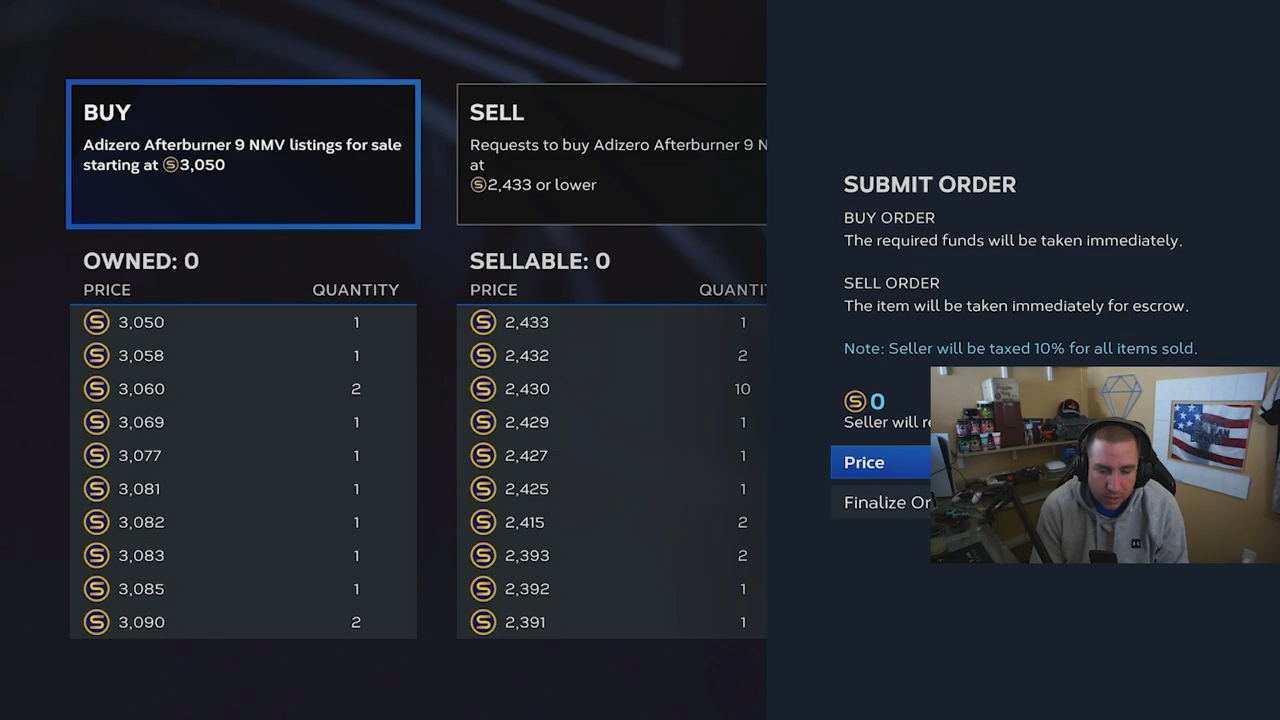 BUY
Adizero Afterburner 9 NMV listings for sale
starting at 3,050
OWNED: 0
PRICE QUANTITY
3,050 1
3,058 1
3,060 2
3,069 1
3,077 1
3,081 1
3,082 1
3,083 1
3,085 1
3,090 2
SELL
Requests to buy Adizero Afterburner 9 N
at
2,433 or lower
SELLABLE: 0
PRICE QUANTIT
2,433 1
2,432 2
2,430 10
2,429 1
2,427 1
2,425 1
2,415 2
2,393 2
2,392 1
2,391 1
SUBMIT ORDER
BUY ORDER
The required funds will be taken immediately.
SELL ORDER
The item will be taken immediately for escrow.
Note: Seller will be taxed 10% for all items sold.
0
Seller will re
Price
Finalize Or